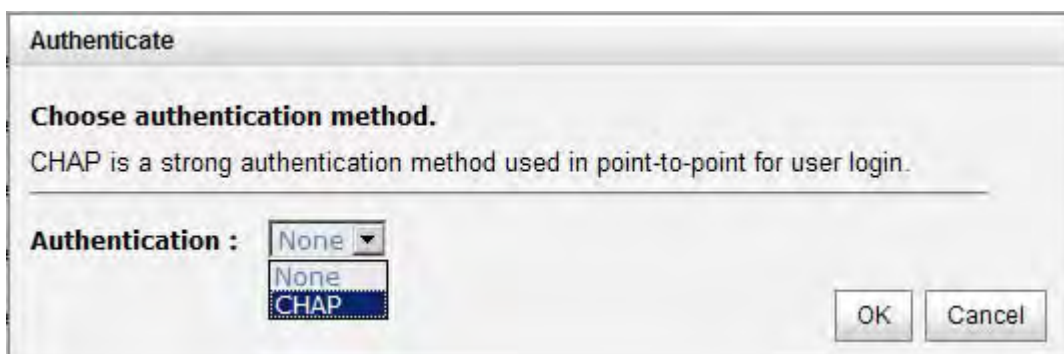 Authenticate
Choose authentication method.
CHAP is a strong authentication method used in point-to-point for user login.
Authentication : None
None
CHAP
OK Cancel